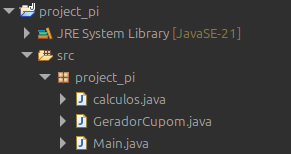 project_pi
JRE System Library [JavaSE-21]
src
project_pi
calculos.java
GeradorCupom.java
Main.java